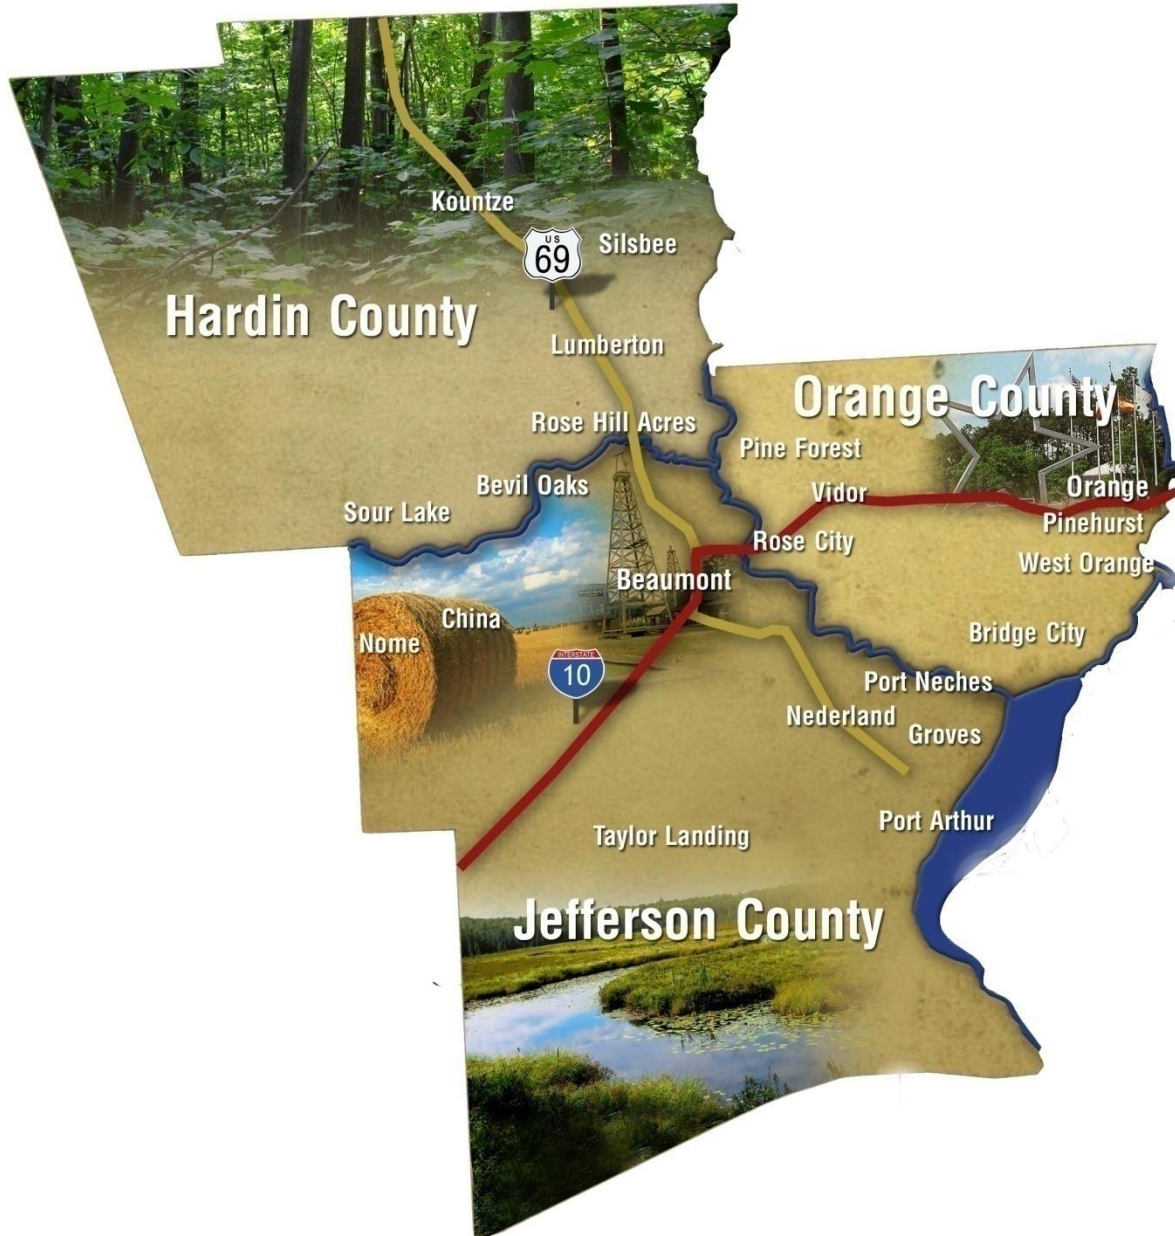 Kountze
US
69
Silsbee
Hardin County
Lumberton
Orange County
Rose Hill Acres
Pine Forest
Bevil Oaks
Vidor
Orange
Sour Lake
Pinehurst
Rose City
West Orange
Beaumont
China
Nome
Bridge City
INTERSTATE
10
Port Neches
Nederland
Groves
Port Arthur
Taylor Landing
Jefferson County